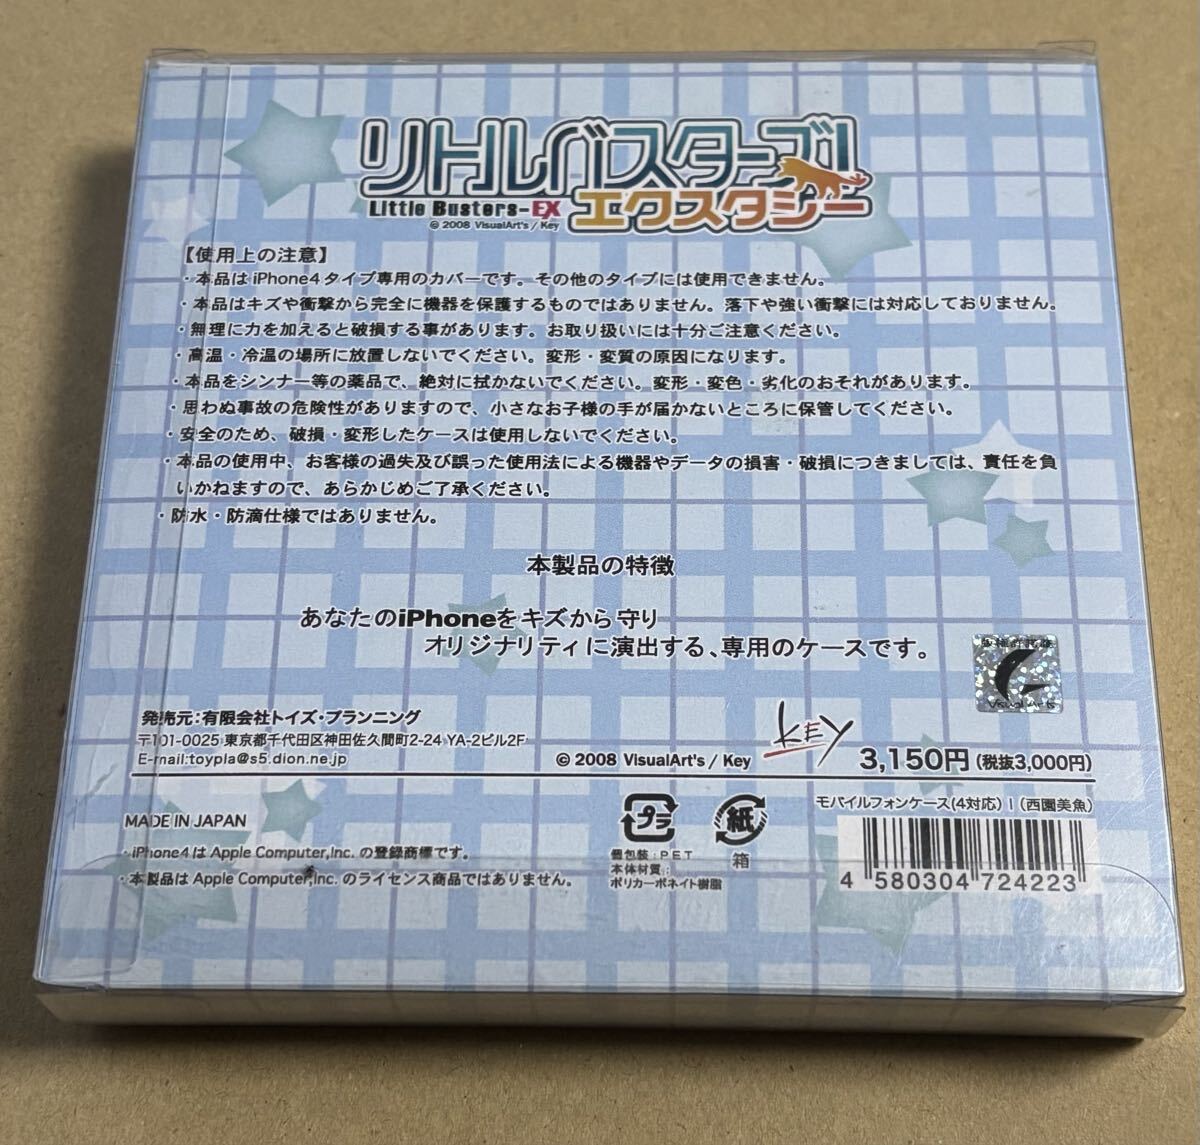 リトルバスターズ!
Little Busters-EX エクスタシー
© 2008 VisualArt's / Key
【使用上の注意】
・本品は iPhone4 タイプ専用のカバーです。その他のタイプには使用できません。
・本品はキズや衝撃から完全に機器を保護するものではありません。落下や強い衝撃には対応しておりません。
・無理に力を加えると破損する事があります。お取り扱いには十分ご注意ください。
・高温・冷温の場所に放置しないでください。変形・変質の原因になります。
・本品をシンナー等の薬品で、絶対に拭かないでください。変形・変色・劣化のおそれがあります。
・思わぬ事故の危険性がありますので、小さなお子様の手が届かないところに保管してください。
・安全のため、破損・変形したケースは使用しないでください。
・本品の使用中、お客様の過失及び誤った使用法による機器やデータの損害・破損につきましては、責任を負
いかねますので、あらかじめご了承ください。
・防水・防滴仕様ではありません。
本製品の特徴
あなたのiPhoneをキズから守り
オリジナリティに演出する、専用のケースです。
Visual Arts
発売元:有限会社トイズ・プランニング
〒101-0025 東京都千代田区神田佐久間町2-24 YA-2ビル2F
E-mail:toypla@s5.dion.ne.jp
© 2008 VisualArt's / Key
KEY
3,150円(税抜3,000円)
MADE IN JAPAN
・iPhone4 は Apple Computer,Inc. の登録商標です。
・本製品は Apple Computer,Inc. のライセンス商品ではありません。
プラ
個包装:PET
本体材質:
ポリカーボネイト樹脂
紙
箱
モバイルフォンケース(4対応) I (西園美魚)
4 580304 724223